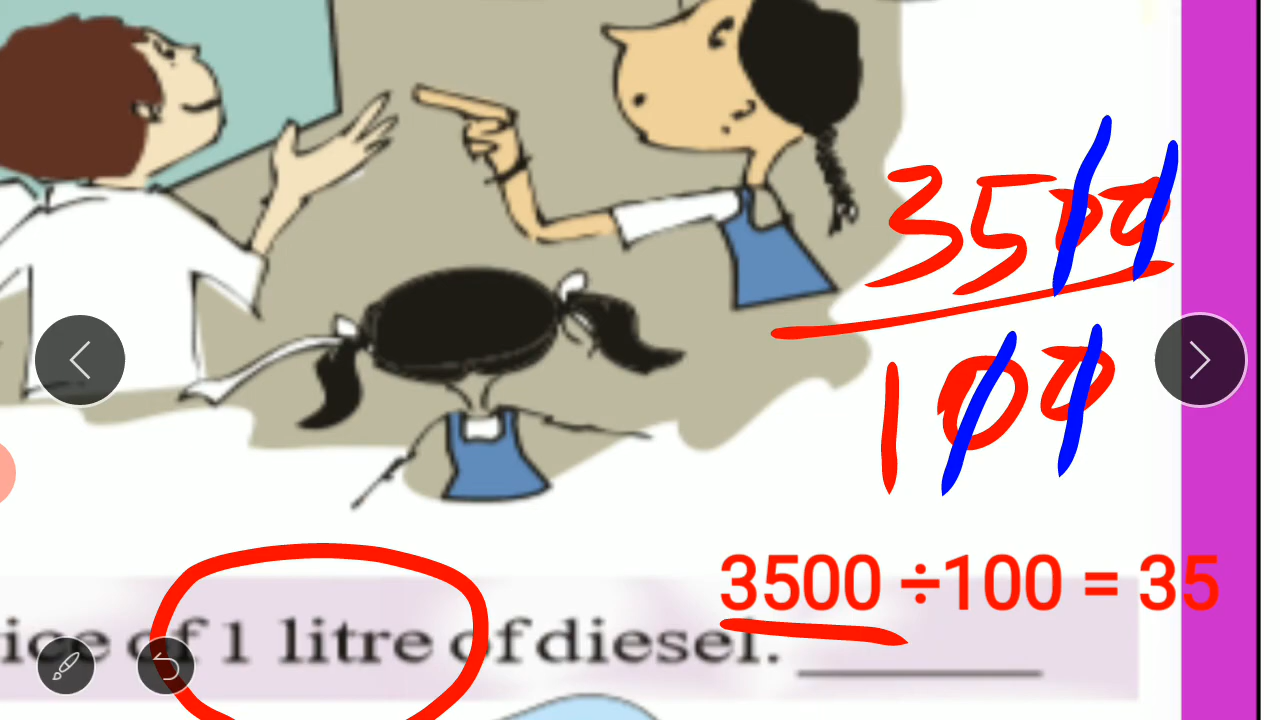 3500
100
3500 ÷100 = 35
ice of 1 litre of diesel.